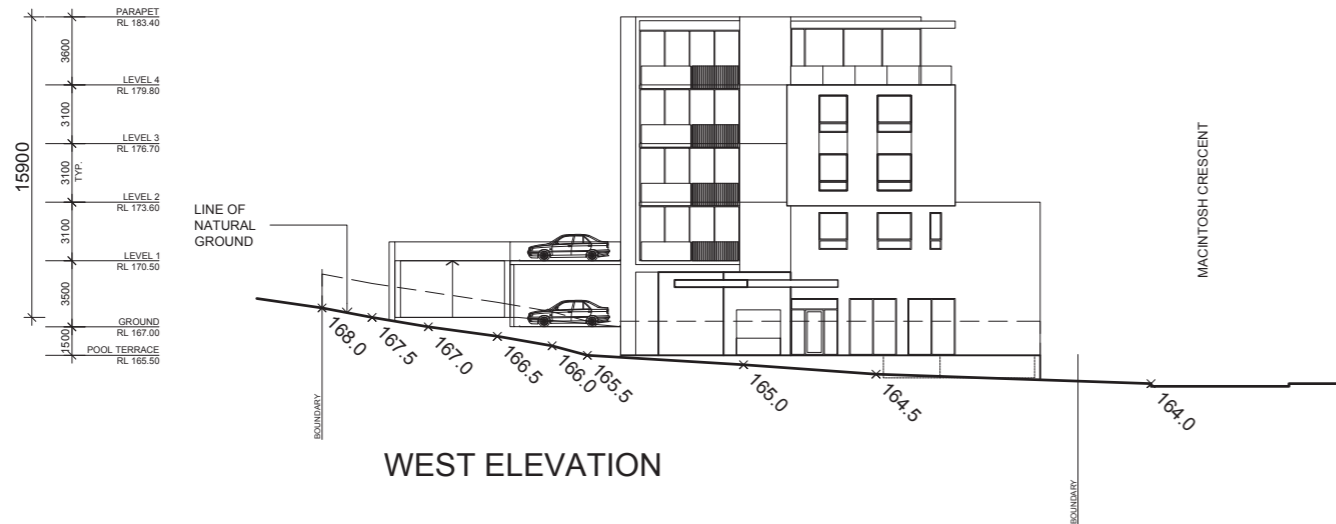 PARAPET
RL 183.40
3600
LEVEL 4
RL 179.80
3100
LEVEL 3
RL 176.70
3100
TYP.
LEVEL 2
RL 173.60
3100
LEVEL 1
RL 170.50
3500
GROUND
RL 167.00
1500
POOL TERRACE
RL 165.50
15900
LINE OF
NATURAL
GROUND
MACINTOSH CRESCENT
168.0
167.5
167.0
166.5
166.0
165.5
165.0
164.5
164.0
BOUNDARY
BOUNDARY
WEST ELEVATION